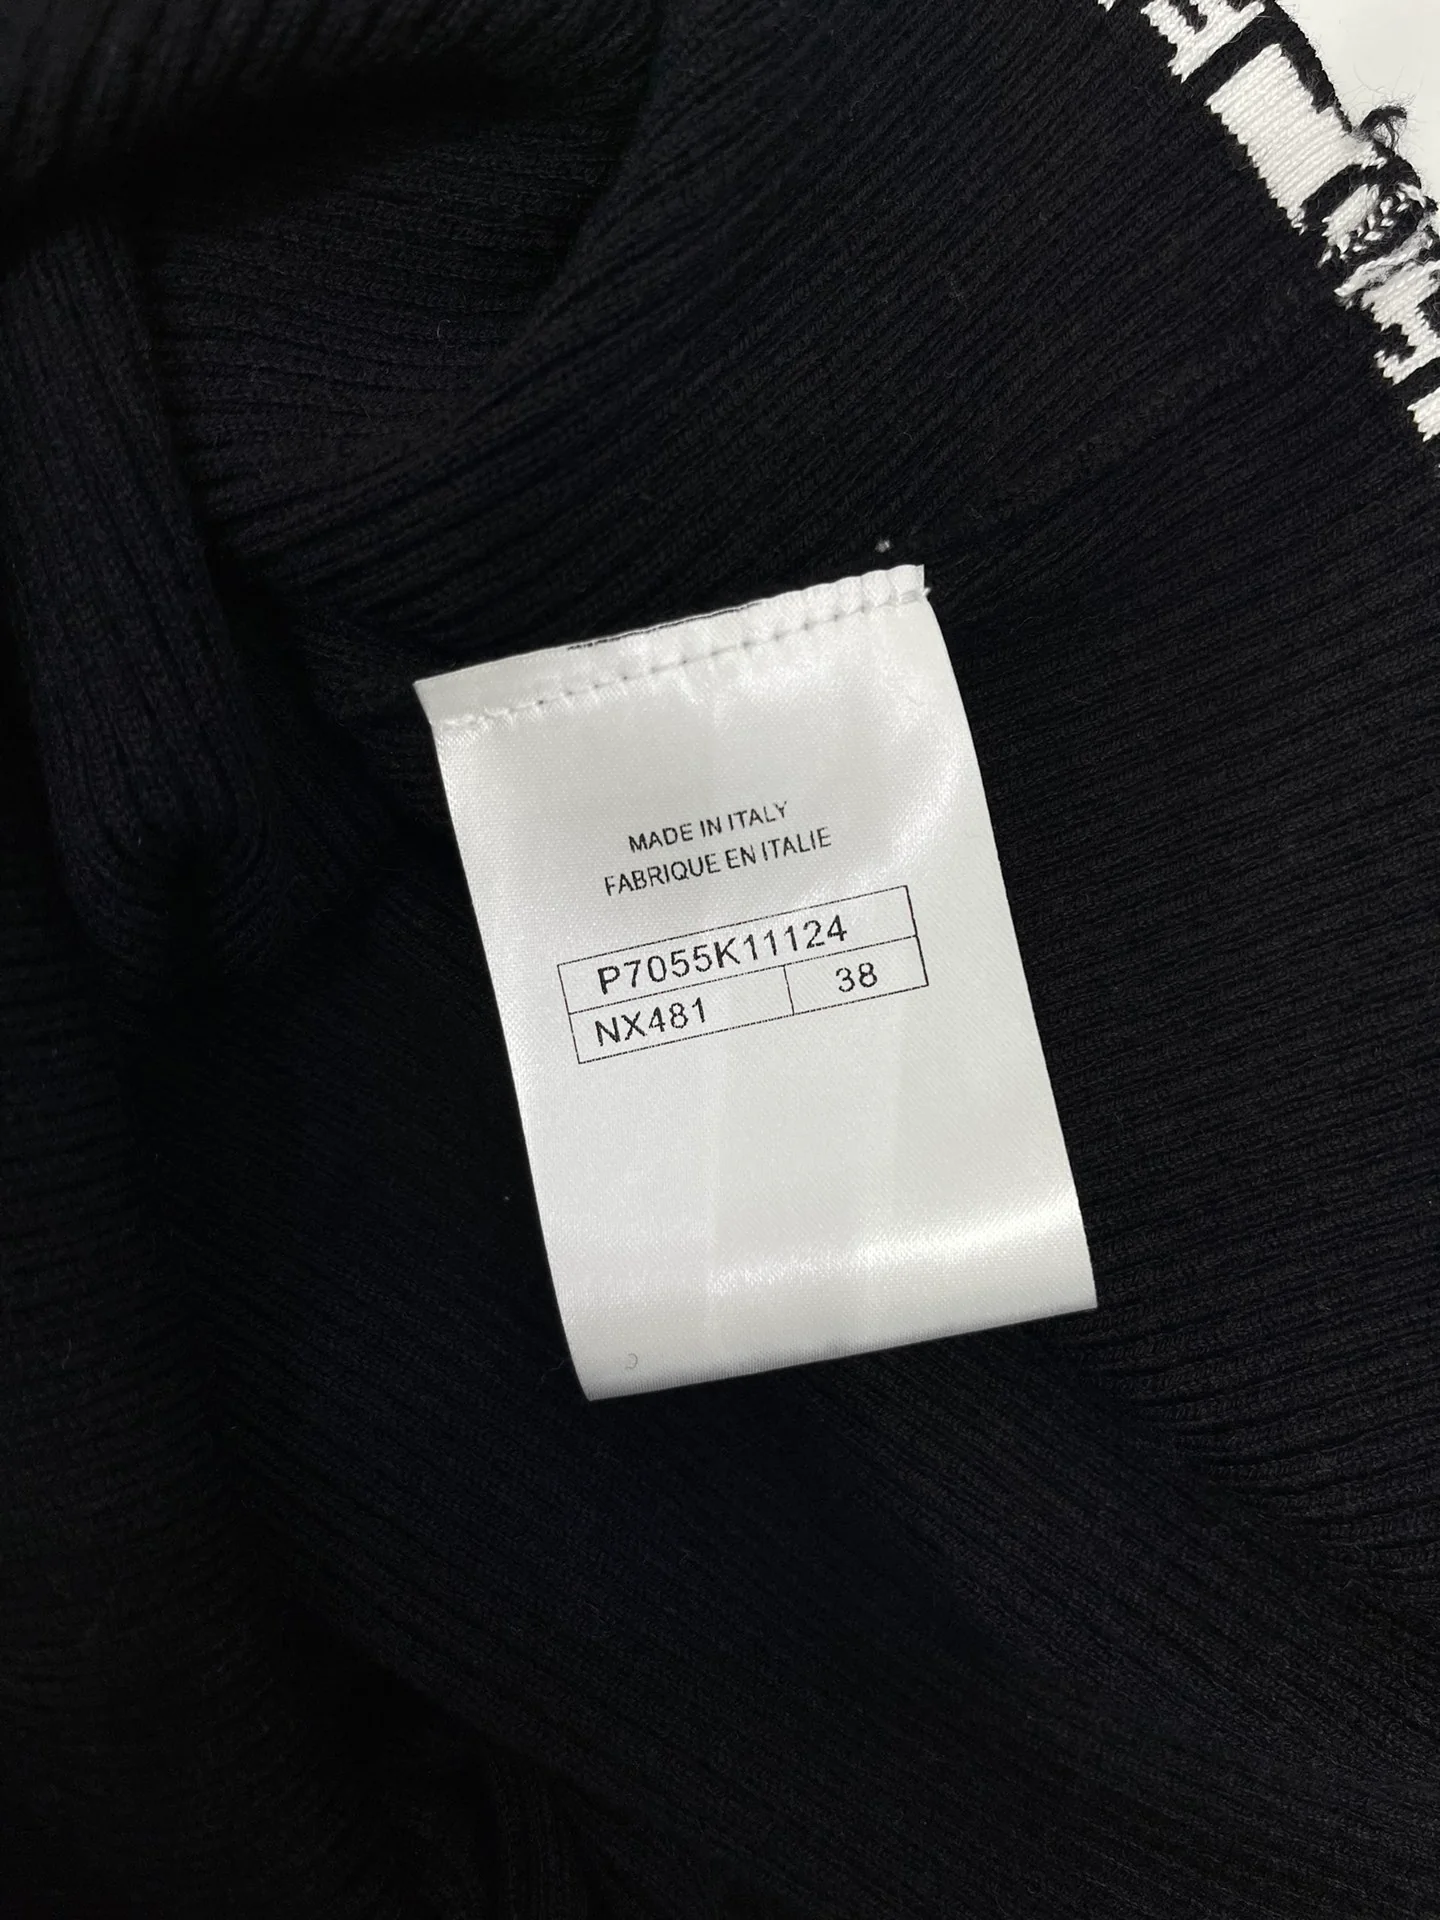 MADE IN ITALY
FABRIQUE EN ITALIE
P7055K11124
NX481 38